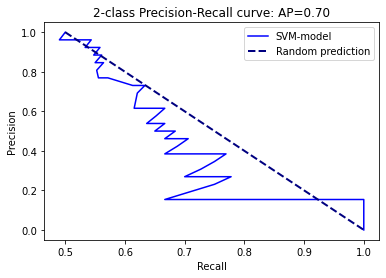 2-class Precision-Recall curve: AP=0.70
SVM-model
Random prediction
Precision
1.0
0.8
0.6
0.4
0.2
0.0
0.5 0.6 0.7 0.8 0.9 1.0
Recall